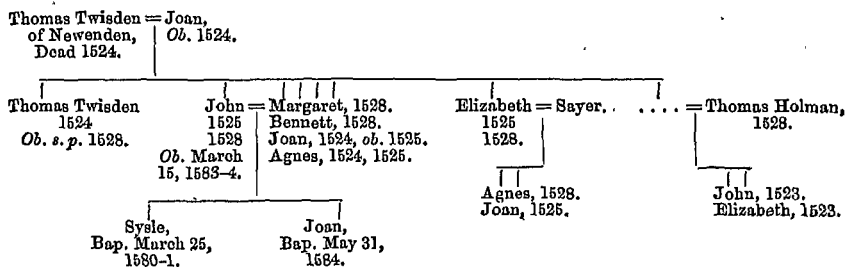 Thomas Twisden = Joan,
of Newenden, Ob. 1524.
Dead 1524.
Thomas Twisden
1524
Ob. s.p. 1528.
John =
1525
1528
Ob. March
15, 1583-4.
Margaret, 1528.
Bennett, 1528.
Joan, 1524, ob. 1525.
Agnes, 1524, 1525.
Elizabeth = Sayer.
1525
1528.
.... = Thomas Holman,
1528.
Agnes, 1528.
Joan, 1525.
John, 1523.
Elizabeth, 1523.
Sysle,
Bap. March 25,
1580-1.
Joan,
Bap. May 31,
1584.